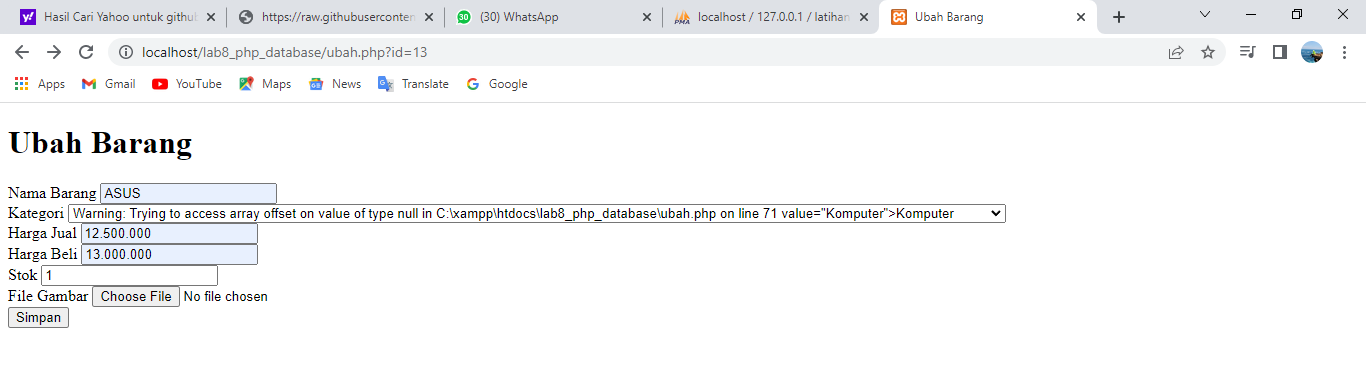 Hasil Cari Yahoo untuk githu
https://raw.githubuserconten
(30) WhatsApp
localhost / 127.0.0.1 / latihan
Ubah Barang
localhost/lab8_php_database/ubah.php?id=13
Apps
Gmail
YouTube
Maps
News
Translate
Google
Ubah Barang
Nama Barang ASUS
Kategori Warning: Trying to access array offset on value of type null in C:\xampp\htdocs\lab8_php_database\ubah.php on line 71 value="Komputer">Komputer
Harga Jual 12.500.000
Harga Beli 13.000.000
Stok 1
File Gambar Choose File No file chosen
Simpan